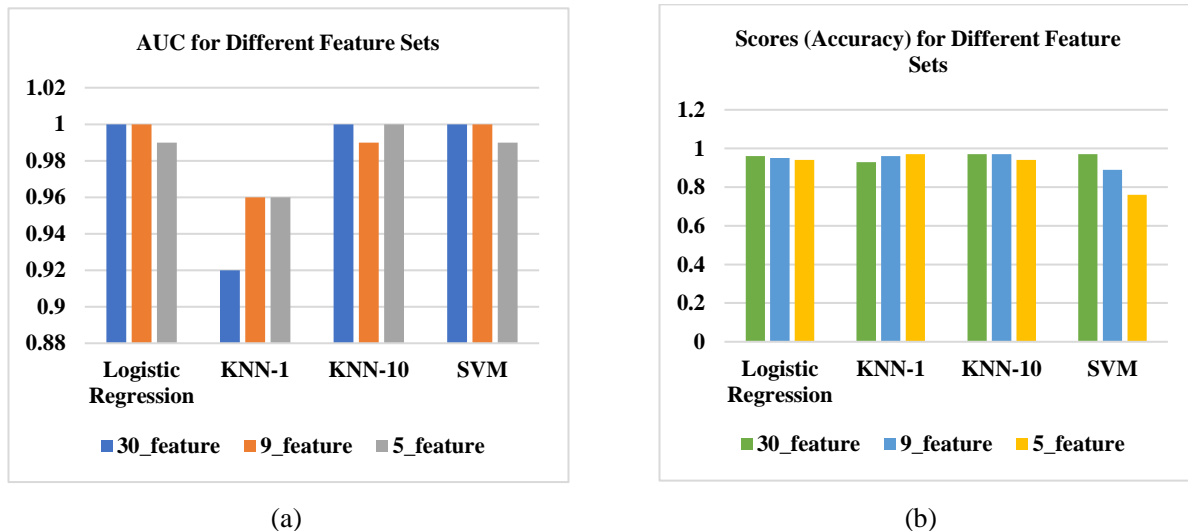 AUC for Different Feature Sets
1.02
1
0.98
0.96
0.94
0.92
0.9
0.88
Logistic
Regression
KNN-1
KNN-10
SVM
30_feature
9_feature
5_feature
(a)
Scores (Accuracy) for Different Feature
Sets
1.2
1
0.8
0.6
0.4
0.2
0
Logistic
Regression
KNN-1
KNN-10
SVM
30_feature
9_feature
5_feature
(b)